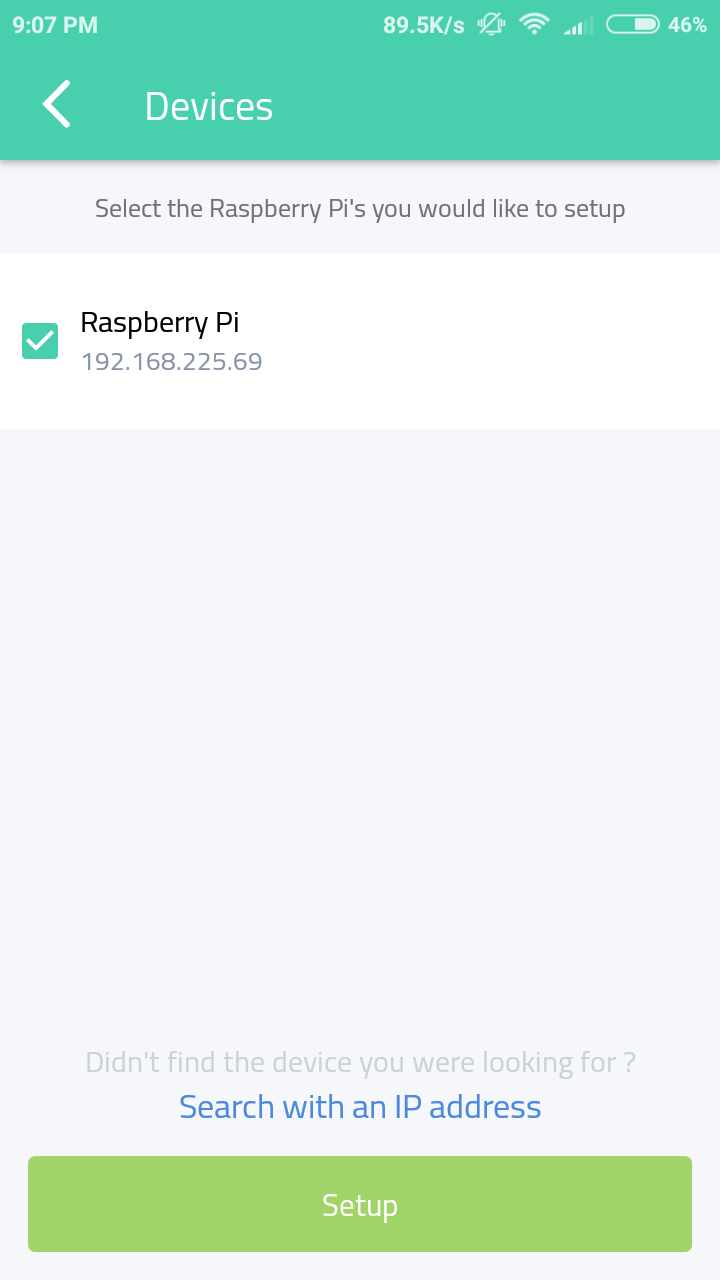 9:07 PM 89.5K/s 46%
Devices
Select the Raspberry Pi's you would like to setup
Raspberry Pi
192.168.225.69
Didn't find the device you were looking for ?
Search with an IP address
Setup